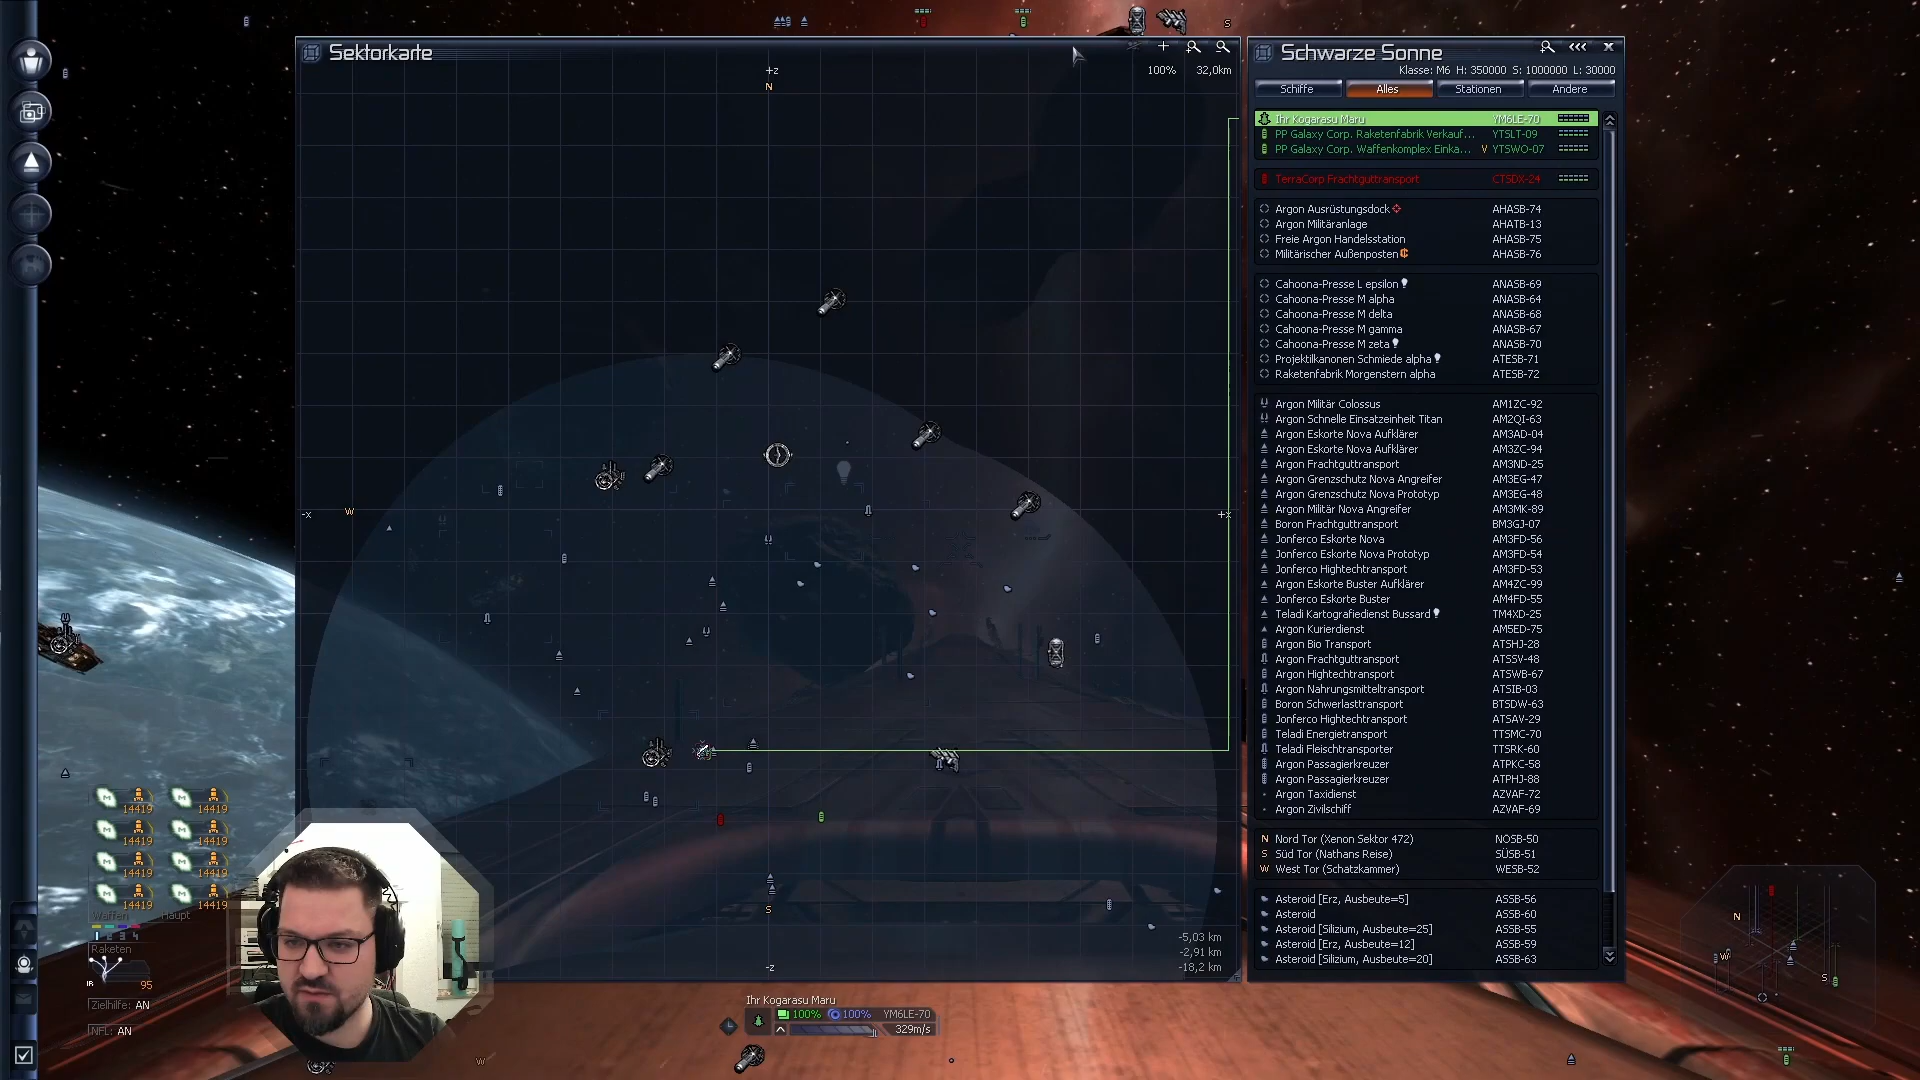 Sektorkarte
100% 32,0km
+z
N
-x
W
+x
S
-z
-5,03 km
-2,91 km
-18,2 km
S
Schwarze Sonne
Klasse: M6 H: 350000 S: 1000000 L: 30000
Schiffe Alles Stationen Andere
Ihr Kogarasu Maru YM6LE-70
PP Galaxy Corp. Raketenfabrik Verkauf... YTSLT-09
PP Galaxy Corp. Waffenkomplex Einka... V YTSWO-07
TerraCorp Frachtguttransport CTSDX-24
Argon Ausrüstungsdock AHASB-74
Argon Militäranlage AHATB-13
Freie Argon Handelsstation AHASB-75
Militärischer Außenposten AHASB-76
Cahoona-Presse L epsilon ANASB-69
Cahoona-Presse M alpha ANASB-64
Cahoona-Presse M delta ANASB-68
Cahoona-Presse M gamma ANASB-67
Cahoona-Presse M zeta ANASB-70
Projektilkanonen Schmiede alpha ATESB-71
Raketenfabrik Morgenstern alpha ATESB-72
Argon Militär Colossus AM1ZC-92
Argon Schnelle Einsatzeinheit Titan AM2QI-63
Argon Eskorte Nova Aufklärer AM3AD-04
Argon Eskorte Nova Aufklärer AM3ZC-94
Argon Frachtguttransport AM3ND-25
Argon Grenzschutz Nova Angreifer AM3EG-47
Argon Grenzschutz Nova Prototyp AM3EG-48
Argon Militär Nova Angreifer AM3MK-89
Boron Frachtguttransport BM3GJ-07
Jonferco Eskorte Nova AM3FD-56
Jonferco Eskorte Nova Prototyp AM3FD-54
Jonferco Hightechtransport AM3FD-53
Argon Eskorte Buster Aufklärer AM4ZC-99
Jonferco Eskorte Buster AM4FD-55
Teladi Kartografiedienst Bussard TM4XD-25
Argon Kurierdienst AM5ED-75
Argon Bio Transport ATSHJ-28
Argon Frachtguttransport ATSSV-48
Argon Hightechtransport ATSWB-67
Argon Nahrungsmitteltransport ATSIB-03
Boron Schwerlasttransport BTSDW-63
Jonferco Hightechtransport ATSAV-29
Teladi Energietransport TTSMC-70
Teladi Fleischtransporter TTSRK-60
Argon Passagierkreuzer ATPKC-58
Argon Passagierkreuzer ATPHJ-88
Argon Taxidienst AZVAF-72
Argon Zivilschiff AZVAF-69
N Nord Tor (Xenon Sektor 472) NOSB-50
S Süd Tor (Nathans Reise) SÜSB-51
W West Tor (Schatzkammer) WESB-52
Asteroid [Erz, Ausbeute=5] ASSB-56
Asteroid ASSB-60
Asteroid [Silizium, Ausbeute=25] ASSB-55
Asteroid [Erz, Ausbeute=12] ASSB-59
Asteroid [Silizium, Ausbeute=20] ASSB-63
14419 14419
14419 14419
14419 14419
14419 14419
Waffen Haupt
1 2 3 4
Raketen
IR 95
Zielhilfe: AN
NFL: AN
Ihr Kogarasu Maru
100% 100% YM6LE-70
329m/s
W
N
W
S